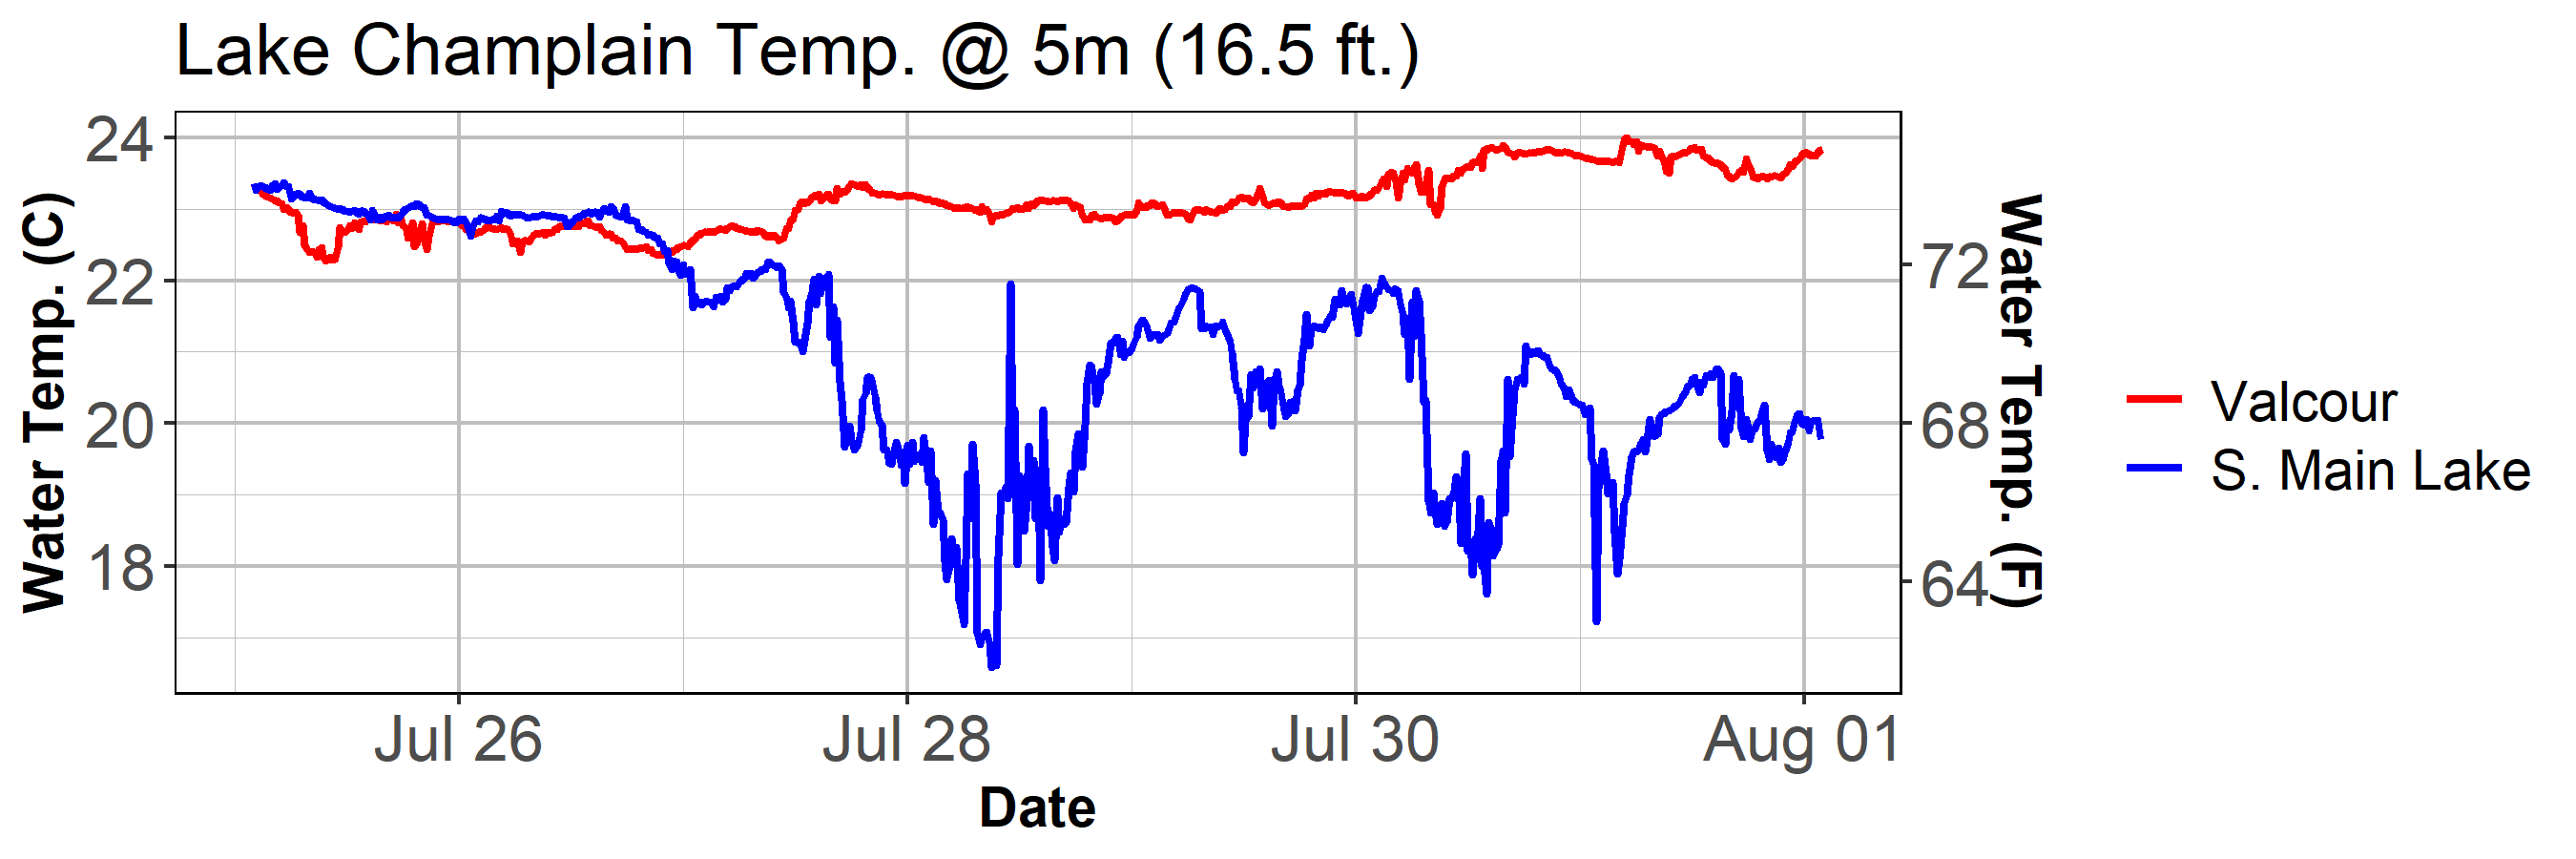 Lake Champlain Temp. @ 5m (16.5 ft.)
Water Temp. (C)
24
22
20
18
72
68
64
Water Temp. (F)
Jul 26
Jul 28
Jul 30
Aug 01
Date
Valcour
S. Main Lake